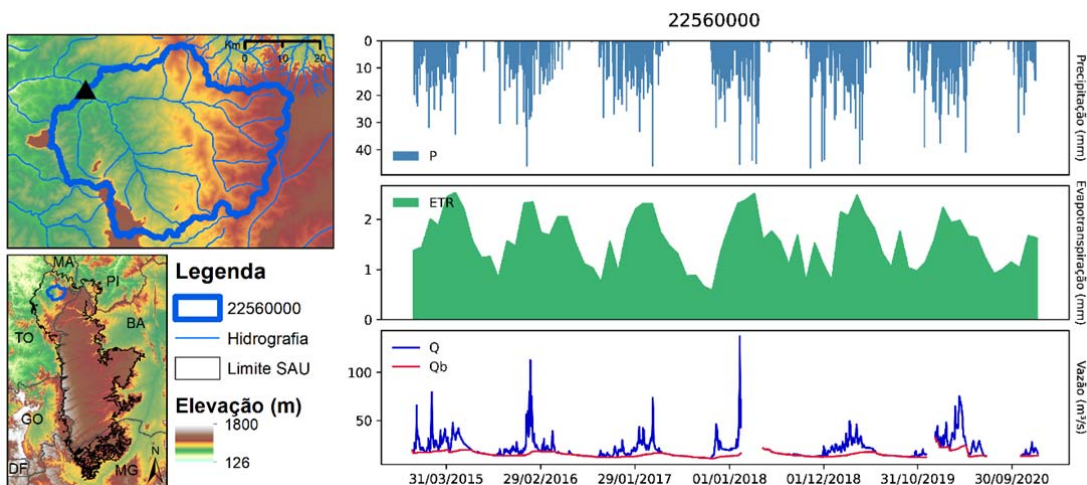 22560000
Km
0 10 20
Legenda
22560000
Hidrografia
Limite SAU
Elevação (m)
1800
126
MA
PI
TO
BA
GO
DF
MG
N
0
10
20
30
40
P
Precipitação (mm)
2
1
0
ETR
Evapotranspiração (mm)
100
50
Q
Qb
Vazão (m³/s)
31/03/2015 29/02/2016 29/01/2017 01/01/2018 01/12/2018 31/10/2019 30/09/2020